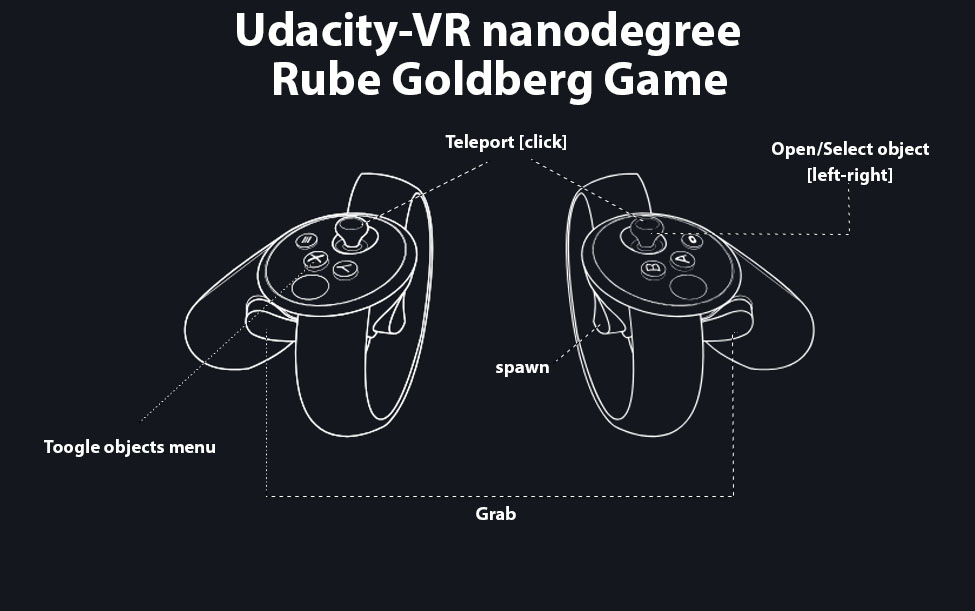 Udacity-VR nanodegree
Rube Goldberg Game
Teleport [click]
Open/Select object
[left-right]
X
Y
B
A
spawn
Toogle objects menu
Grab